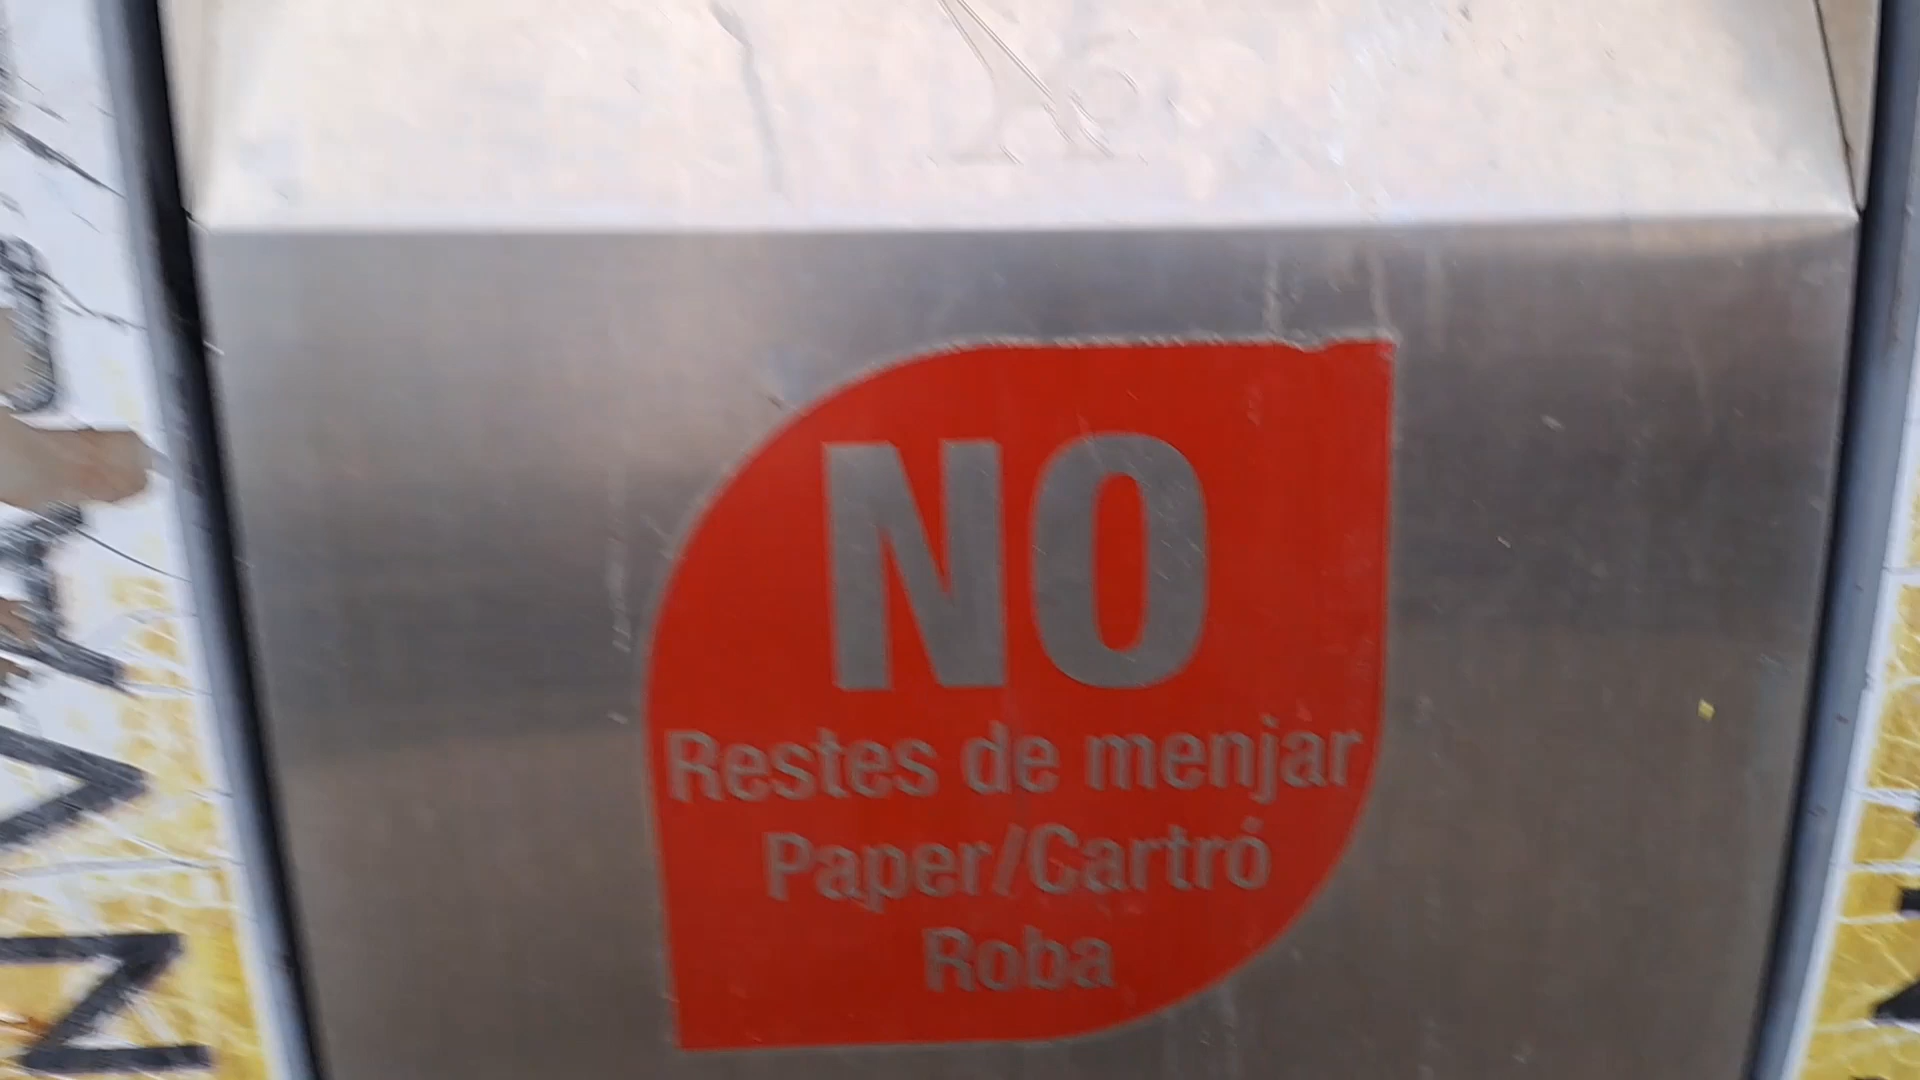 NO
Restes de menjar
Paper/Cartró
Roba